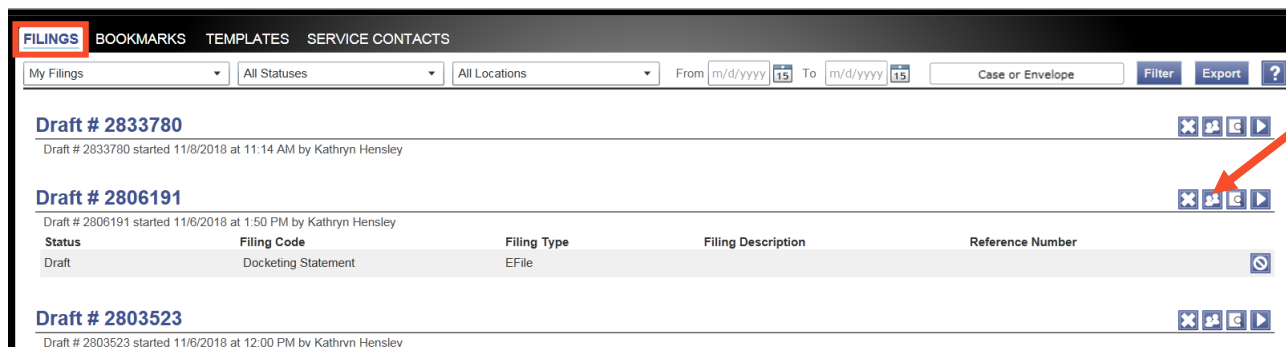 FILINGS BOOKMARKS TEMPLATES SERVICE CONTACTS
My Filings All Statuses All Locations From m/d/yyyy 15 To m/d/yyyy 15 Case or Envelope Filter Export ?
Draft # 2833780
Draft # 2833780 started 11/8/2018 at 11:14 AM by Kathryn Hensley
Draft # 2806191
Draft # 2806191 started 11/6/2018 at 1:50 PM by Kathryn Hensley
Status Filing Code Filing Type Filing Description Reference Number
Draft Docketing Statement EFile
Draft # 2803523
Draft # 2803523 started 11/6/2018 at 12:00 PM by Kathryn Hensley